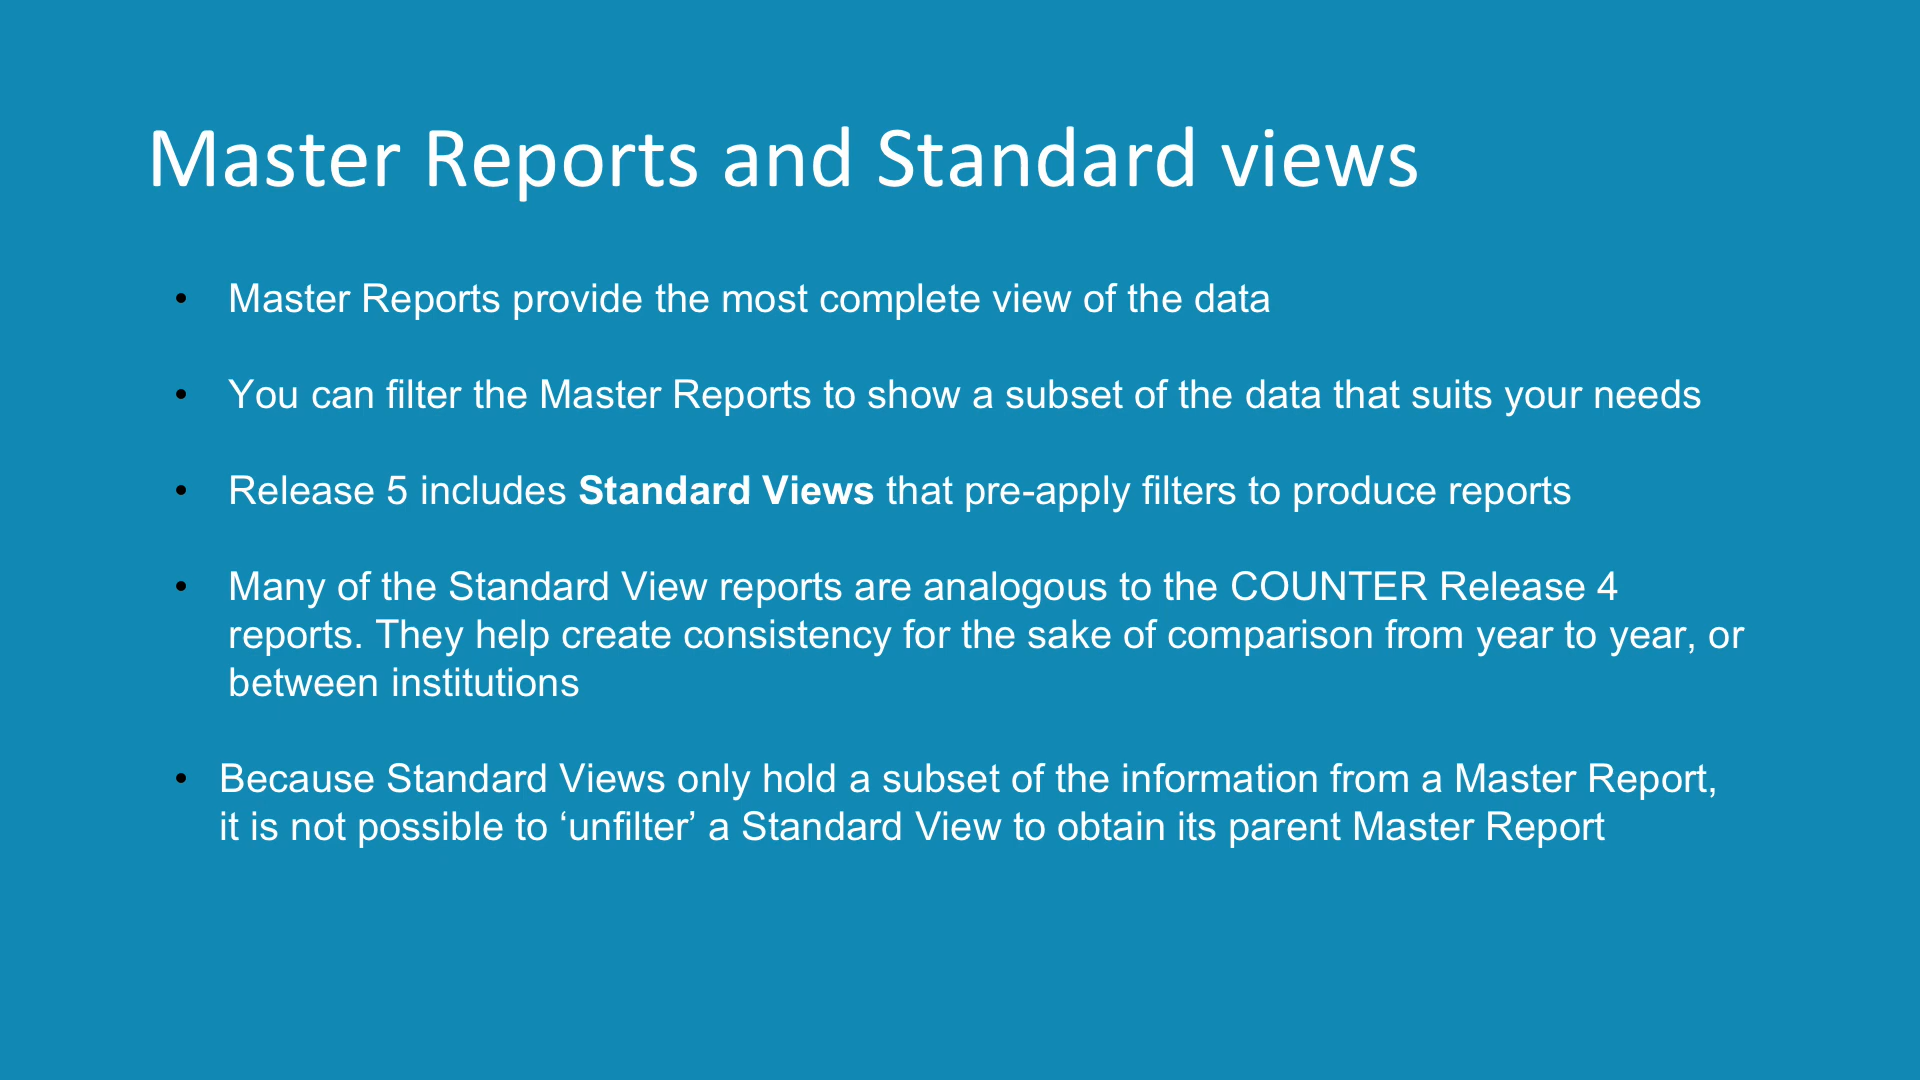 Master Reports and Standard views
• Master Reports provide the most complete view of the data
• You can filter the Master Reports to show a subset of the data that suits your needs
• Release 5 includes Standard Views that pre-apply filters to produce reports
• Many of the Standard View reports are analogous to the COUNTER Release 4
reports. They help create consistency for the sake of comparison from year to year, or
between institutions
• Because Standard Views only hold a subset of the information from a Master Report,
it is not possible to ‘unfilter’ a Standard View to obtain its parent Master Report